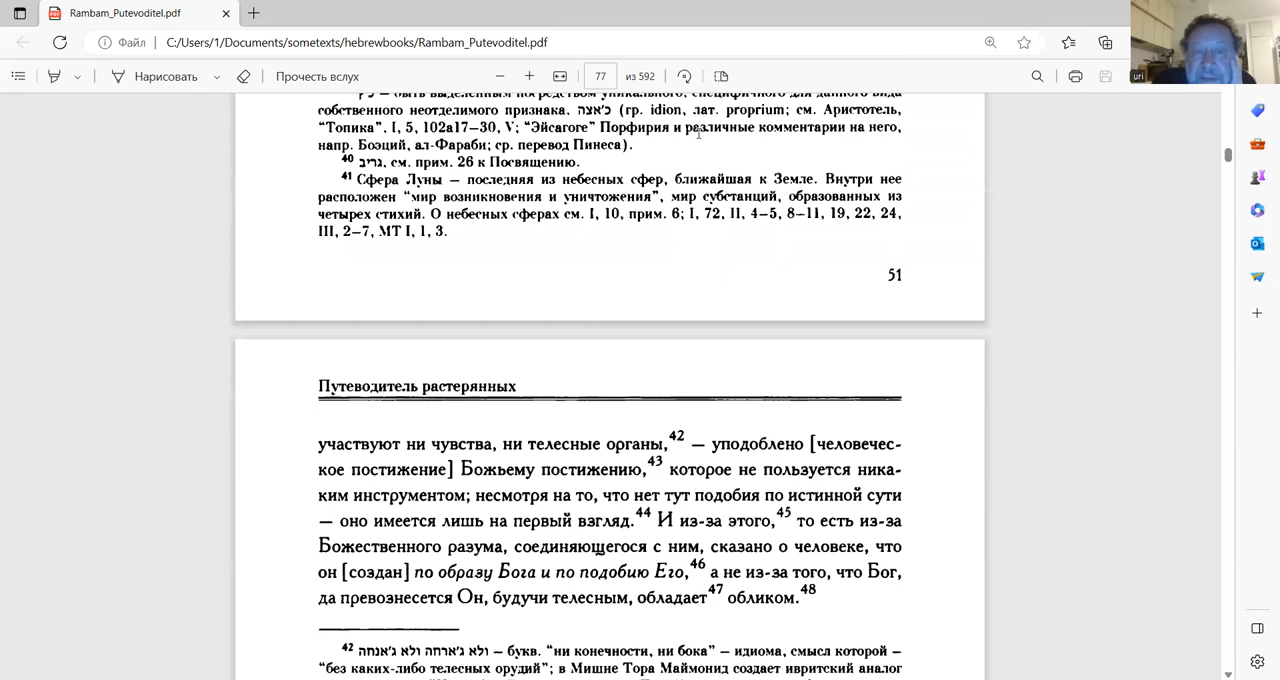 Rambam_Putevoditel.pdf
Файл C:/Users/1/Documents/sometexts/hebrewbooks/Rambam_Putevoditel.pdf
uri
Нарисовать Прочесть вслух 77 из 592
— быть выделенным посредством уникального, специфичного для данного вида
собственного неотделимого признака, כ'אצה (гр. idion, лат. proprium; см. Аристотель,
“Топика”, I, 5, 102a17–30, V; “Эйсагоге” Порфирия и различные комментарии на него,
напр. Боэций, ал-Фараби; ср. перевод Пинеса).
40 גריב, см. прим. 26 к Посвящению.
41 Сфера Луны — последняя из небесных сфер, ближайшая к Земле. Внутри нее
расположен “мир возникновения и уничтожения”, мир субстанций, образованных из
четырех стихий. О небесных сферах см. I, 10, прим. 6; I, 72, II, 4–5, 8–11, 19, 22, 24,
III, 2–7, МТ I, 1, 3.
51
Путеводитель растерянных
участвуют ни чувства, ни телесные органы,42 — уподоблено [человечес-
кое постижение] Божьему постижению,43 которое не пользуется ника-
ким инструментом; несмотря на то, что нет тут подобия по истинной сути
— оно имеется лишь на первый взгляд.44 И из-за этого,45 то есть из-за
Божественного разума, соединяющегося с ним, сказано о человеке, что
он [создан] по образу Бога и по подобию Его,46 а не из-за того, что Бог,
да превознесется Он, будучи телесным, обладает47 обликом.48
42 ולא ג'ארחה ולא ג'אנחה – букв. “ни конечности, ни бока” — идиома, смысл которой —
“без каких-либо телесных орудий”; в Мишне Тора Маймонид создает ивритский аналог